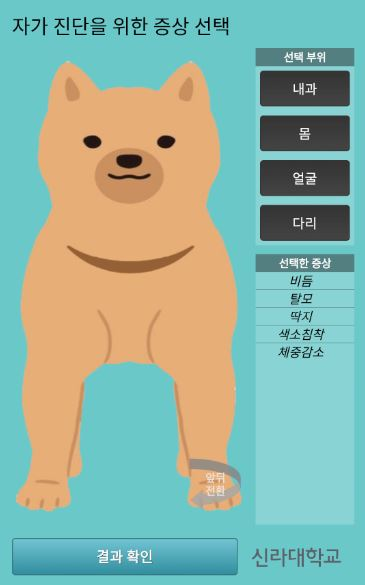 자가 진단을 위한 증상 선택
선택 부위
내과
몸
얼굴
다리
선택한 증상
비듬
탈모
딱지
색소침착
체중감소
앞뒤
전환
결과 확인
신라대학교